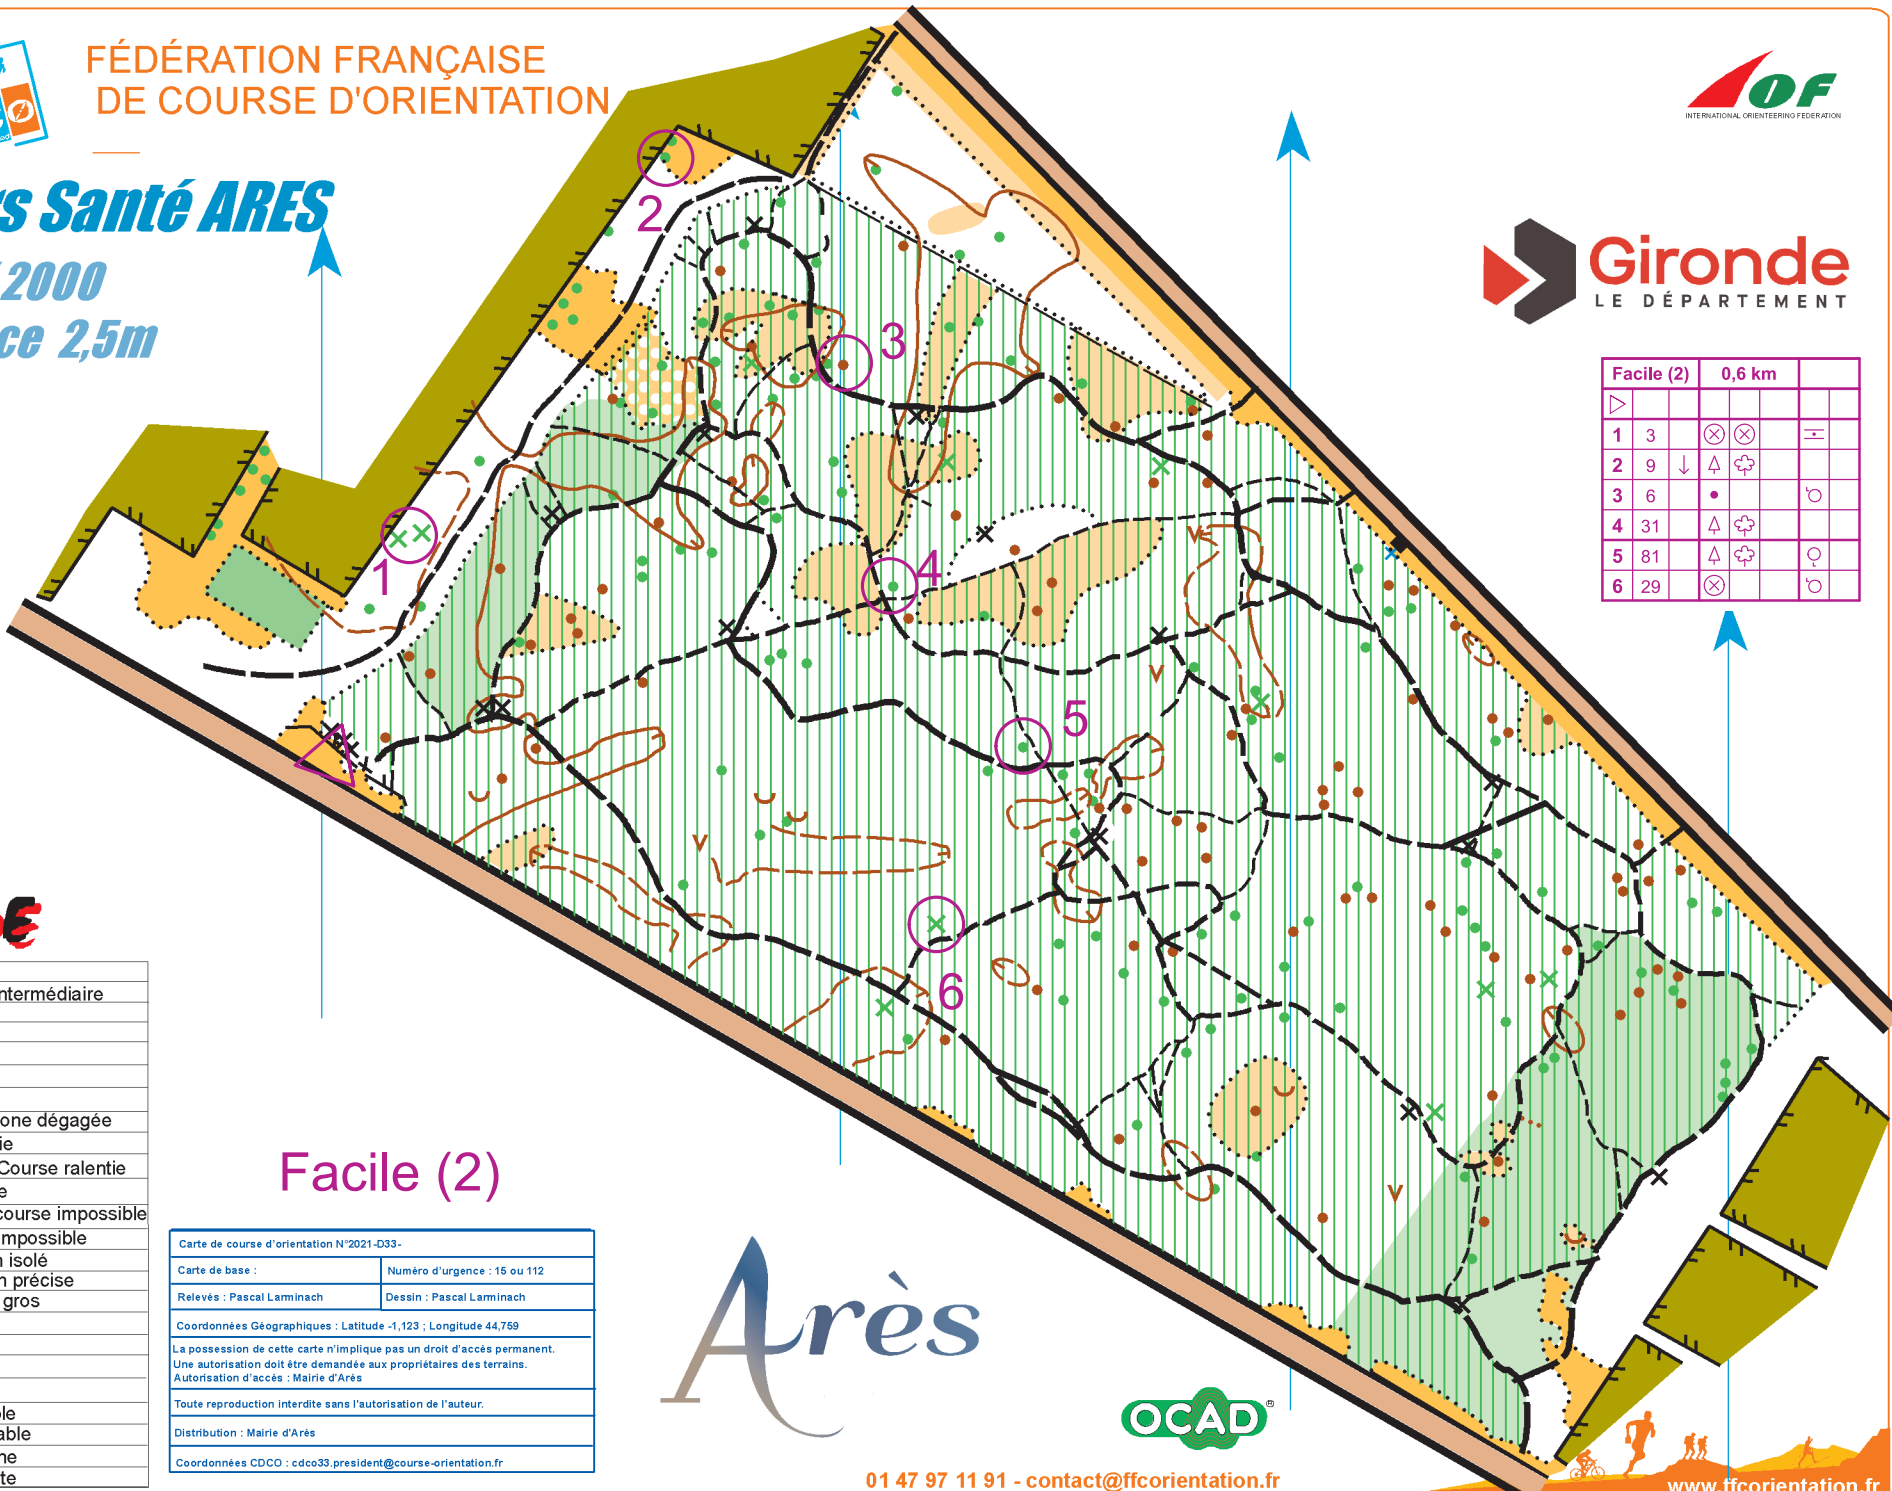 FÉDÉRATION FRANÇAISE
DE COURSE D'ORIENTATION
Santé ARES
2000
2,5m
IOF
INTERNATIONAL ORIENTEERING FEDERATION
Gironde
LE DÉPARTEMENT
Facile (2) 0,6 km
1 3
2 9
3 6
4 31
5 81
6 29
2
3
1
4
5
6
ntermédiaire
one dégagée
ie
Course ralentie
e
course impossible
mpossible
n isolé
n précise
gros
le
able
ne
te
Facile (2)
Carte de course d'orientation N°2021-D33-
Carte de base :
Numéro d'urgence : 15 ou 112
Relevés : Pascal Larminach
Dessin : Pascal Larminach
Coordonnées Géographiques : Latitude -1,123 ; Longitude 44,759
La possession de cette carte n'implique pas un droit d'accès permanent.
Une autorisation doit être demandée aux propriétaires des terrains.
Autorisation d'accès : Mairie d'Arès
Toute reproduction interdite sans l'autorisation de l'auteur.
Distribution : Mairie d'Arès
Coordonnées CDCO : cdco33.president@course-orientation.fr
Arès
OCAD®
01 47 97 11 91 - contact@ffcorientation.fr
www.ffcorientation.fr